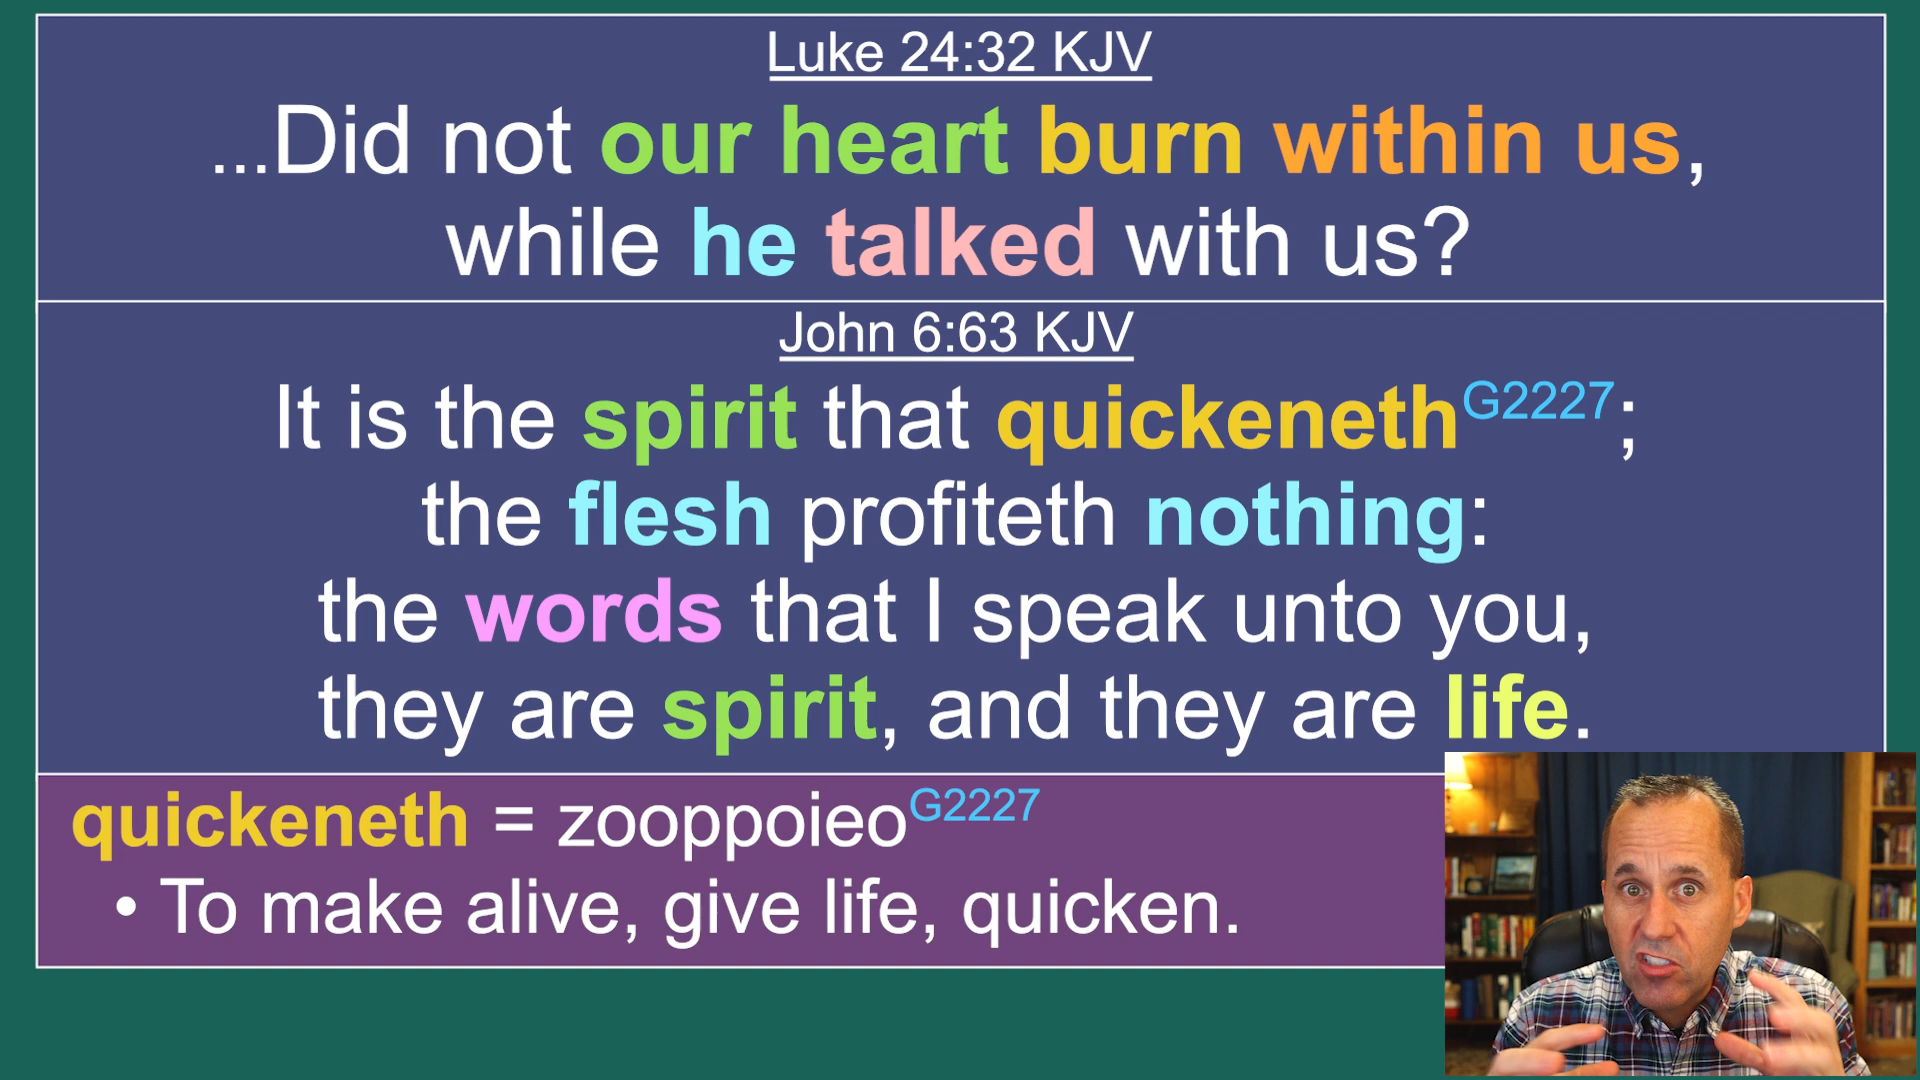 Luke 24:32 KJV
...Did not our heart burn within us,
while he talked with us?
John 6:63 KJV
It is the spirit that quickenethG2227;
the flesh profiteth nothing:
the words that I speak unto you,
they are spirit, and they are life.
quickeneth = zooppoieoG2227
• To make alive, give life, quicken.